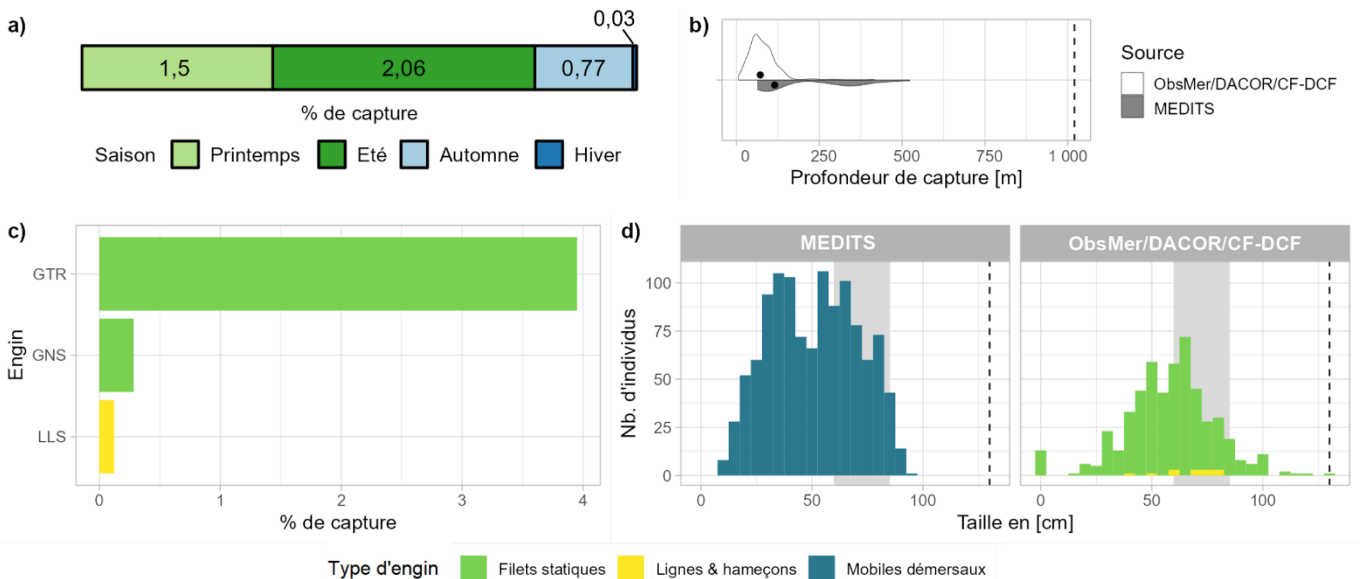 a)
0,03
1,5 2,06 0,77
% de capture
Saison Printemps Eté Automne Hiver
b)
0 250 500 750 1 000
Profondeur de capture [m]
Source
ObsMer/DACOR/CF-DCF
MEDITS
c)
Engin
GTR
GNS
LLS
0 1 2 3 4
% de capture
d)
MEDITS ObsMer/DACOR/CF-DCF
Nb. d'individus
100
75
50
25
0
0 50 100 0 50 100
Taille en [cm]
Type d'engin Filets statiques Lignes & hameçons Mobiles démersaux